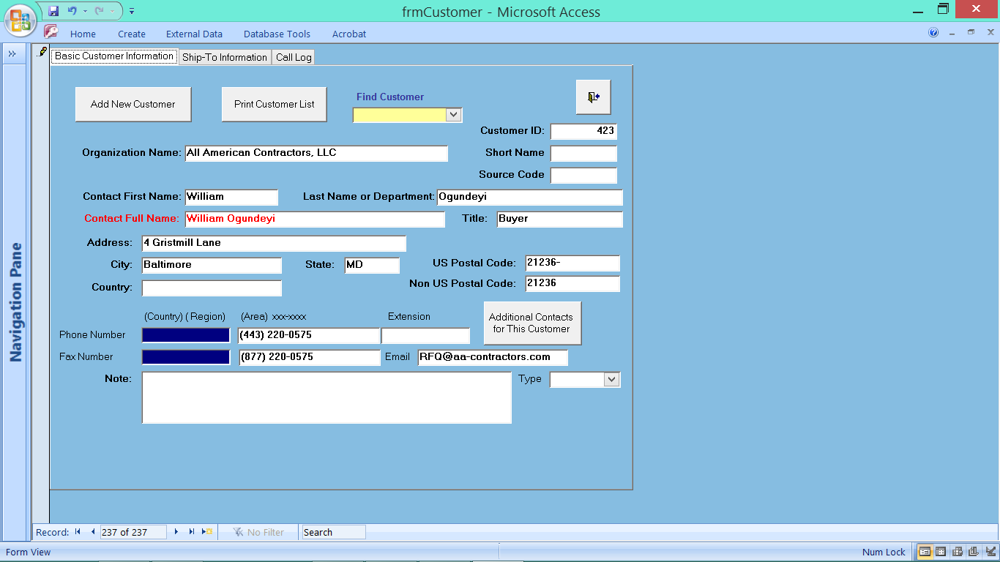 frmCustomer - Microsoft Access
Home Create External Data Database Tools Acrobat
Basic Customer Information Ship-To Information Call Log
Add New Customer Print Customer List Find Customer
Customer ID: 423
Organization Name: All American Contractors, LLC Short Name
Source Code
Contact First Name: William Last Name or Department: Ogundeyi
Contact Full Name: William Ogundeyi Title: Buyer
Address: 4 Gristmill Lane
City: Baltimore State: MD US Postal Code: 21236-
Country: Non US Postal Code: 21236
(Country) ( Region) (Area) xxx-xxxx Extension
Additional Contacts
for This Customer
Phone Number (443) 220-0575
Fax Number (877) 220-0575 Email RFQ@aa-contractors.com
Note: Type
Navigation Pane
Record: 237 of 237 No Filter Search
Form View Num Lock